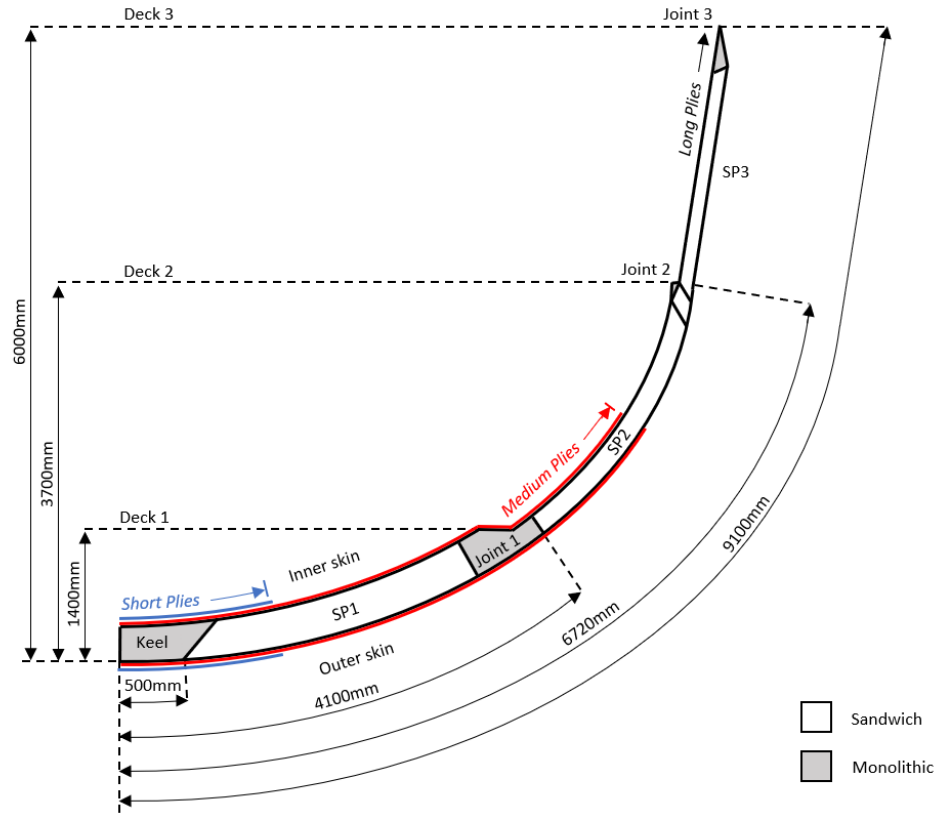 Deck 3
Joint 3
Long Plies
SP3
6000mm
Deck 2
Joint 2
3700mm
Medium Plies
SP2
Deck 1
Joint 1
1400mm
Inner skin
Short Plies
SP1
Keel
Outer skin
500mm
4100mm
6720mm
9100mm
Sandwich
Monolithic